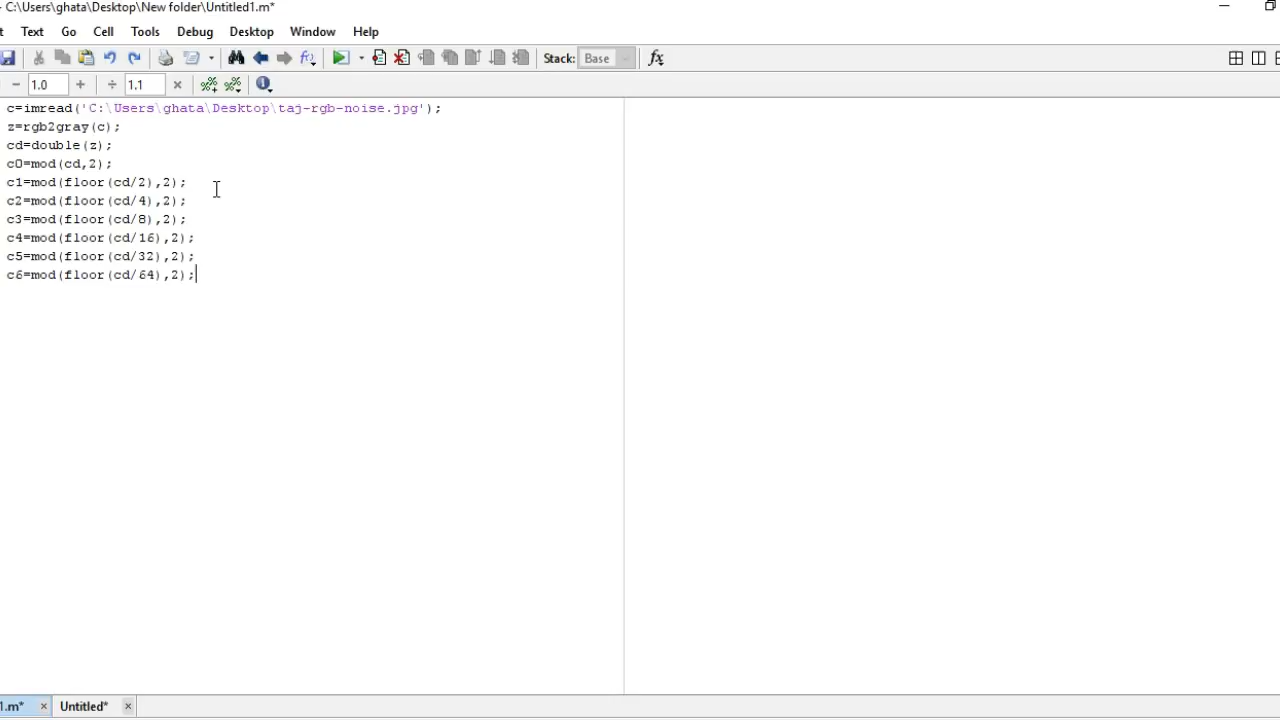 - C:\Users\ghata\Desktop\New folder\Untitled1.m*
t Text Go Cell Tools Debug Desktop Window Help
Stack: Base fx
- 1.0 + ÷ 1.1 ×
c=imread('C:\Users\ghata\Desktop\taj-rgb-noise.jpg');
z=rgb2gray(c);
cd=double(z);
c0=mod(cd,2);
c1=mod(floor(cd/2),2);
c2=mod(floor(cd/4),2);
c3=mod(floor(cd/8),2);
c4=mod(floor(cd/16),2);
c5=mod(floor(cd/32),2);
c6=mod(floor(cd/64),2);
1.m* × Untitled* ×